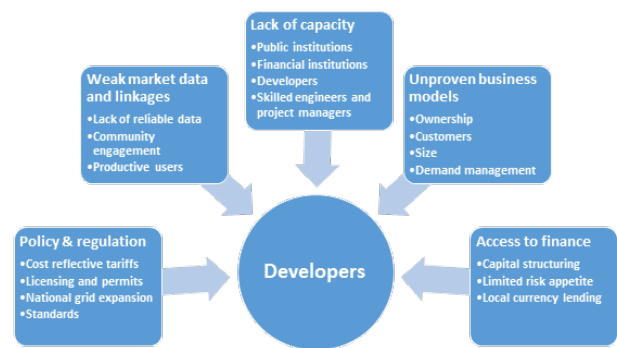 Lack of capacity
•Public institutions
•Financial institutions
•Developers
•Skilled engineers and
project managers
Weak market data
and linkages
•Lack of reliable data
•Community
engagement
•Productive users
Unproven business
models
•Ownership
•Customers
•Size
•Demand management
Policy & regulation
•Cost reflective tariffs
•Licensing and permits
•National grid expansion
•Standards
Developers
Access to finance
•Capital structuring
•Limited risk appetite
•Local currency lending